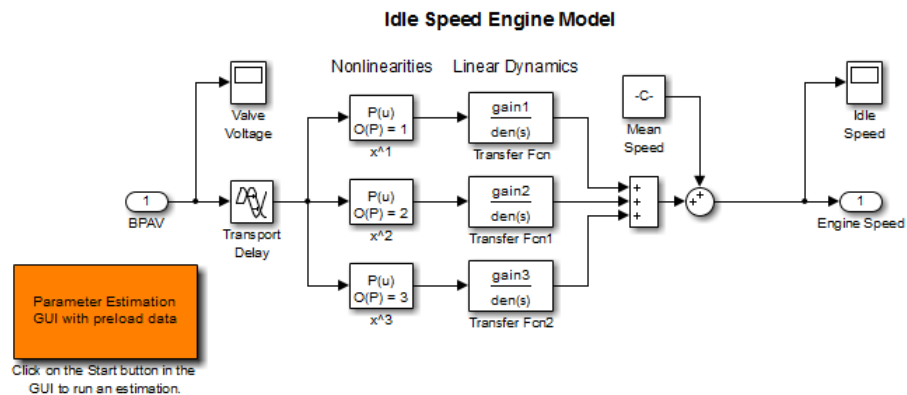 Idle Speed Engine Model
Nonlinearities
Linear Dynamics
Valve
Voltage
P(u)
O(P) = 1
x^1
gain1
den(s)
Transfer Fcn
-C-
Mean
Speed
Idle
Speed
1
BPAV
Transport
Delay
P(u)
O(P) = 2
x^2
gain2
den(s)
Transfer Fcn1
+
+
+
+
+
1
Engine Speed
P(u)
O(P) = 3
x^3
gain3
den(s)
Transfer Fcn2
Parameter Estimation
GUI with preload data
Click on the Start button in the
GUI to run an estimation.